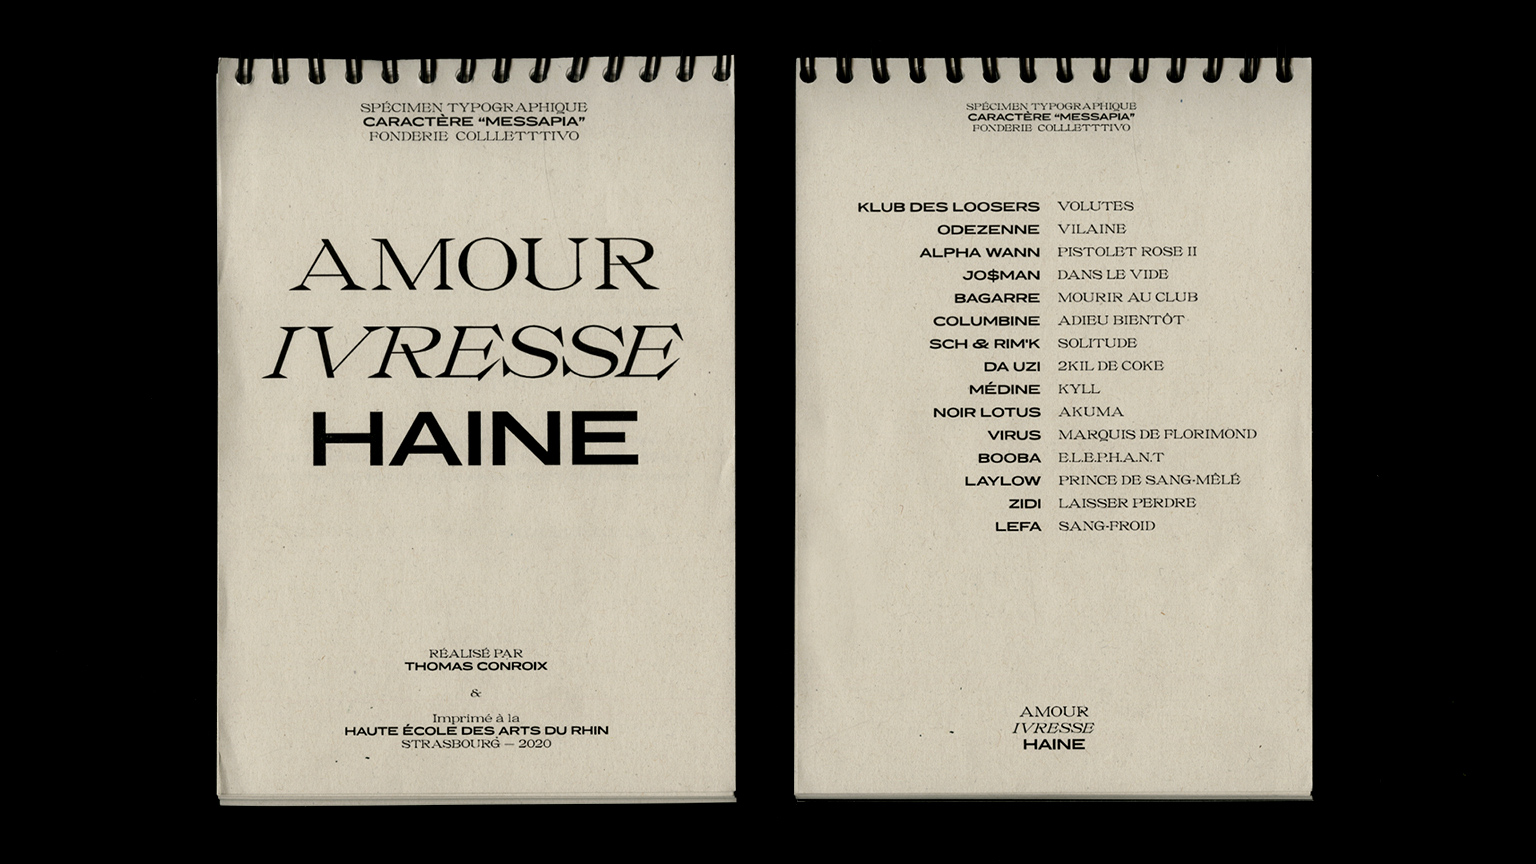 SPÉCIMEN TYPOGRAPHIQUE
CARACTÈRE “MESSAPIA”
FONDERIE COLLLETTTIVO
AMOUR
IVRESSE
HAINE
RÉALISÉ PAR
THOMAS CONROIX
&
Imprimé à la
HAUTE ÉCOLE DES ARTS DU RHIN
STRASBOURG — 2020
SPÉCIMEN TYPOGRAPHIQUE
CARACTÈRE “MESSAPIA”
FONDERIE COLLLETTTIVO
KLUB DES LOOSERS VOLUTES
ODEZENNE VILAINE
ALPHA WANN PISTOLET ROSE II
JO$MAN DANS LE VIDE
BAGARRE MOURIR AU CLUB
COLUMBINE ADIEU BIENTÔT
SCH & RIM'K SOLITUDE
DA UZI 2KIL DE COKE
MÉDINE KYLL
NOIR LOTUS AKUMA
VIRUS MARQUIS DE FLORIMOND
BOOBA E.L.E.P.H.A.N.T
LAYLOW PRINCE DE SANG-MÊLÉ
ZIDI LAISSER PERDRE
LEFA SANG-FROID
AMOUR
IVRESSE
HAINE